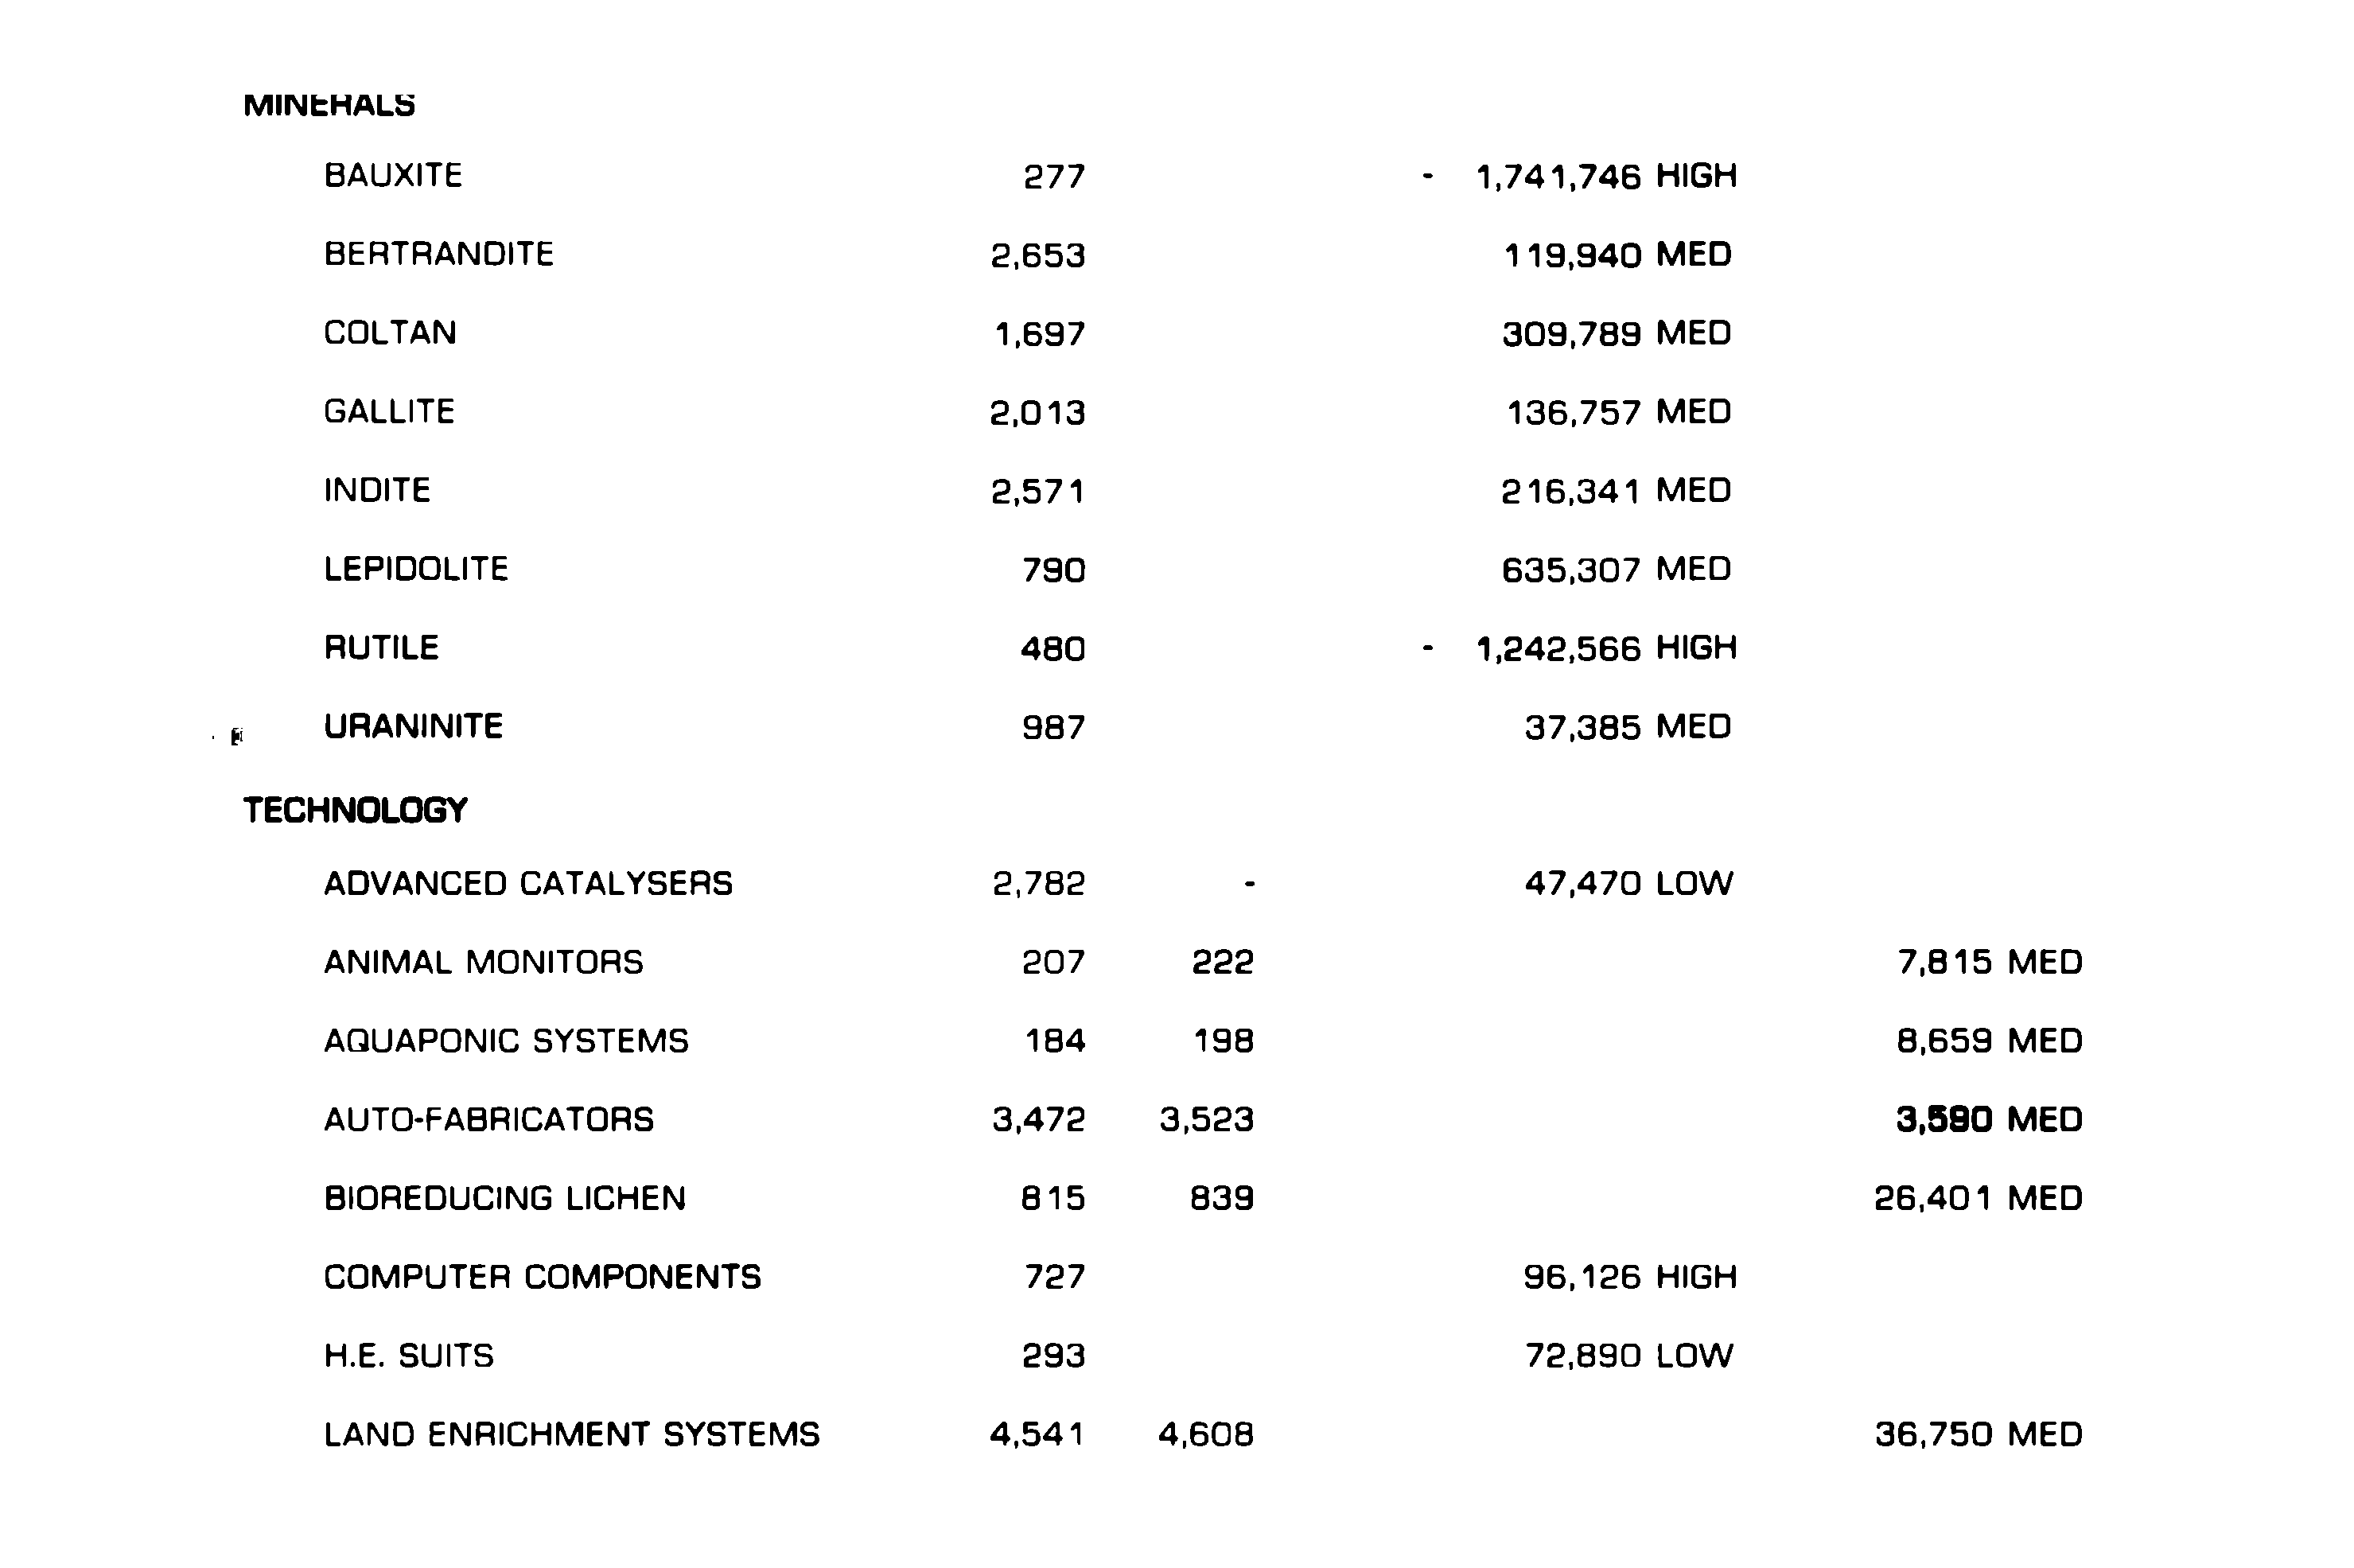 MINERALS
BAUXITE 277 - 1,741,746 HIGH
BERTRANDITE 2,653 119,940 MED
COLTAN 1,697 309,789 MED
GALLITE 2,013 136,757 MED
INDITE 2,571 216,341 MED
LEPIDOLITE 790 635,307 MED
RUTILE 480 - 1,242,566 HIGH
URANINITE 987 37,385 MED
TECHNOLOGY
ADVANCED CATALYSERS 2,782 - 47,470 LOW
ANIMAL MONITORS 207 222 7,815 MED
AQUAPONIC SYSTEMS 184 198 8,659 MED
AUTO-FABRICATORS 3,472 3,523 3,590 MED
BIOREDUCING LICHEN 815 839 26,401 MED
COMPUTER COMPONENTS 727 96,126 HIGH
H.E. SUITS 293 72,890 LOW
LAND ENRICHMENT SYSTEMS 4,541 4,608 36,750 MED